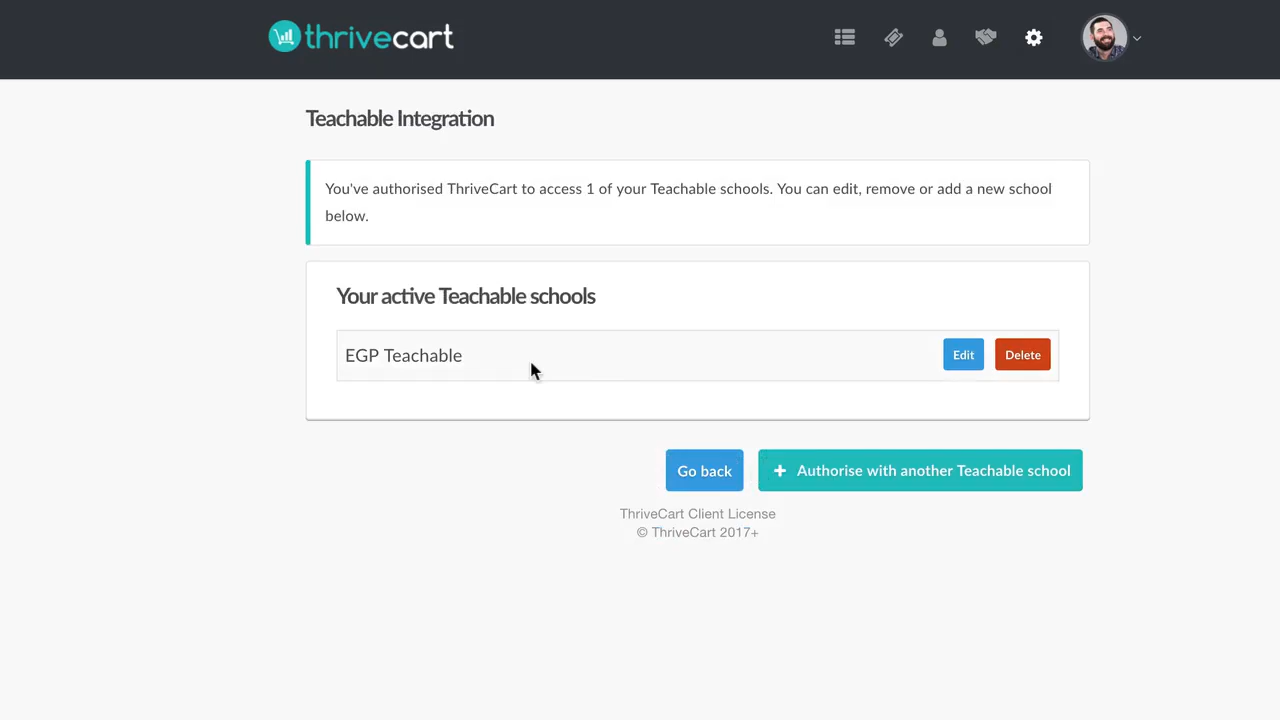 thrivecart
Teachable Integration
You've authorised ThriveCart to access 1 of your Teachable schools. You can edit, remove or add a new school
below.
Your active Teachable schools
EGP Teachable
Edit
Delete
Go back
+ Authorise with another Teachable school
ThriveCart Client License
© ThriveCart 2017+